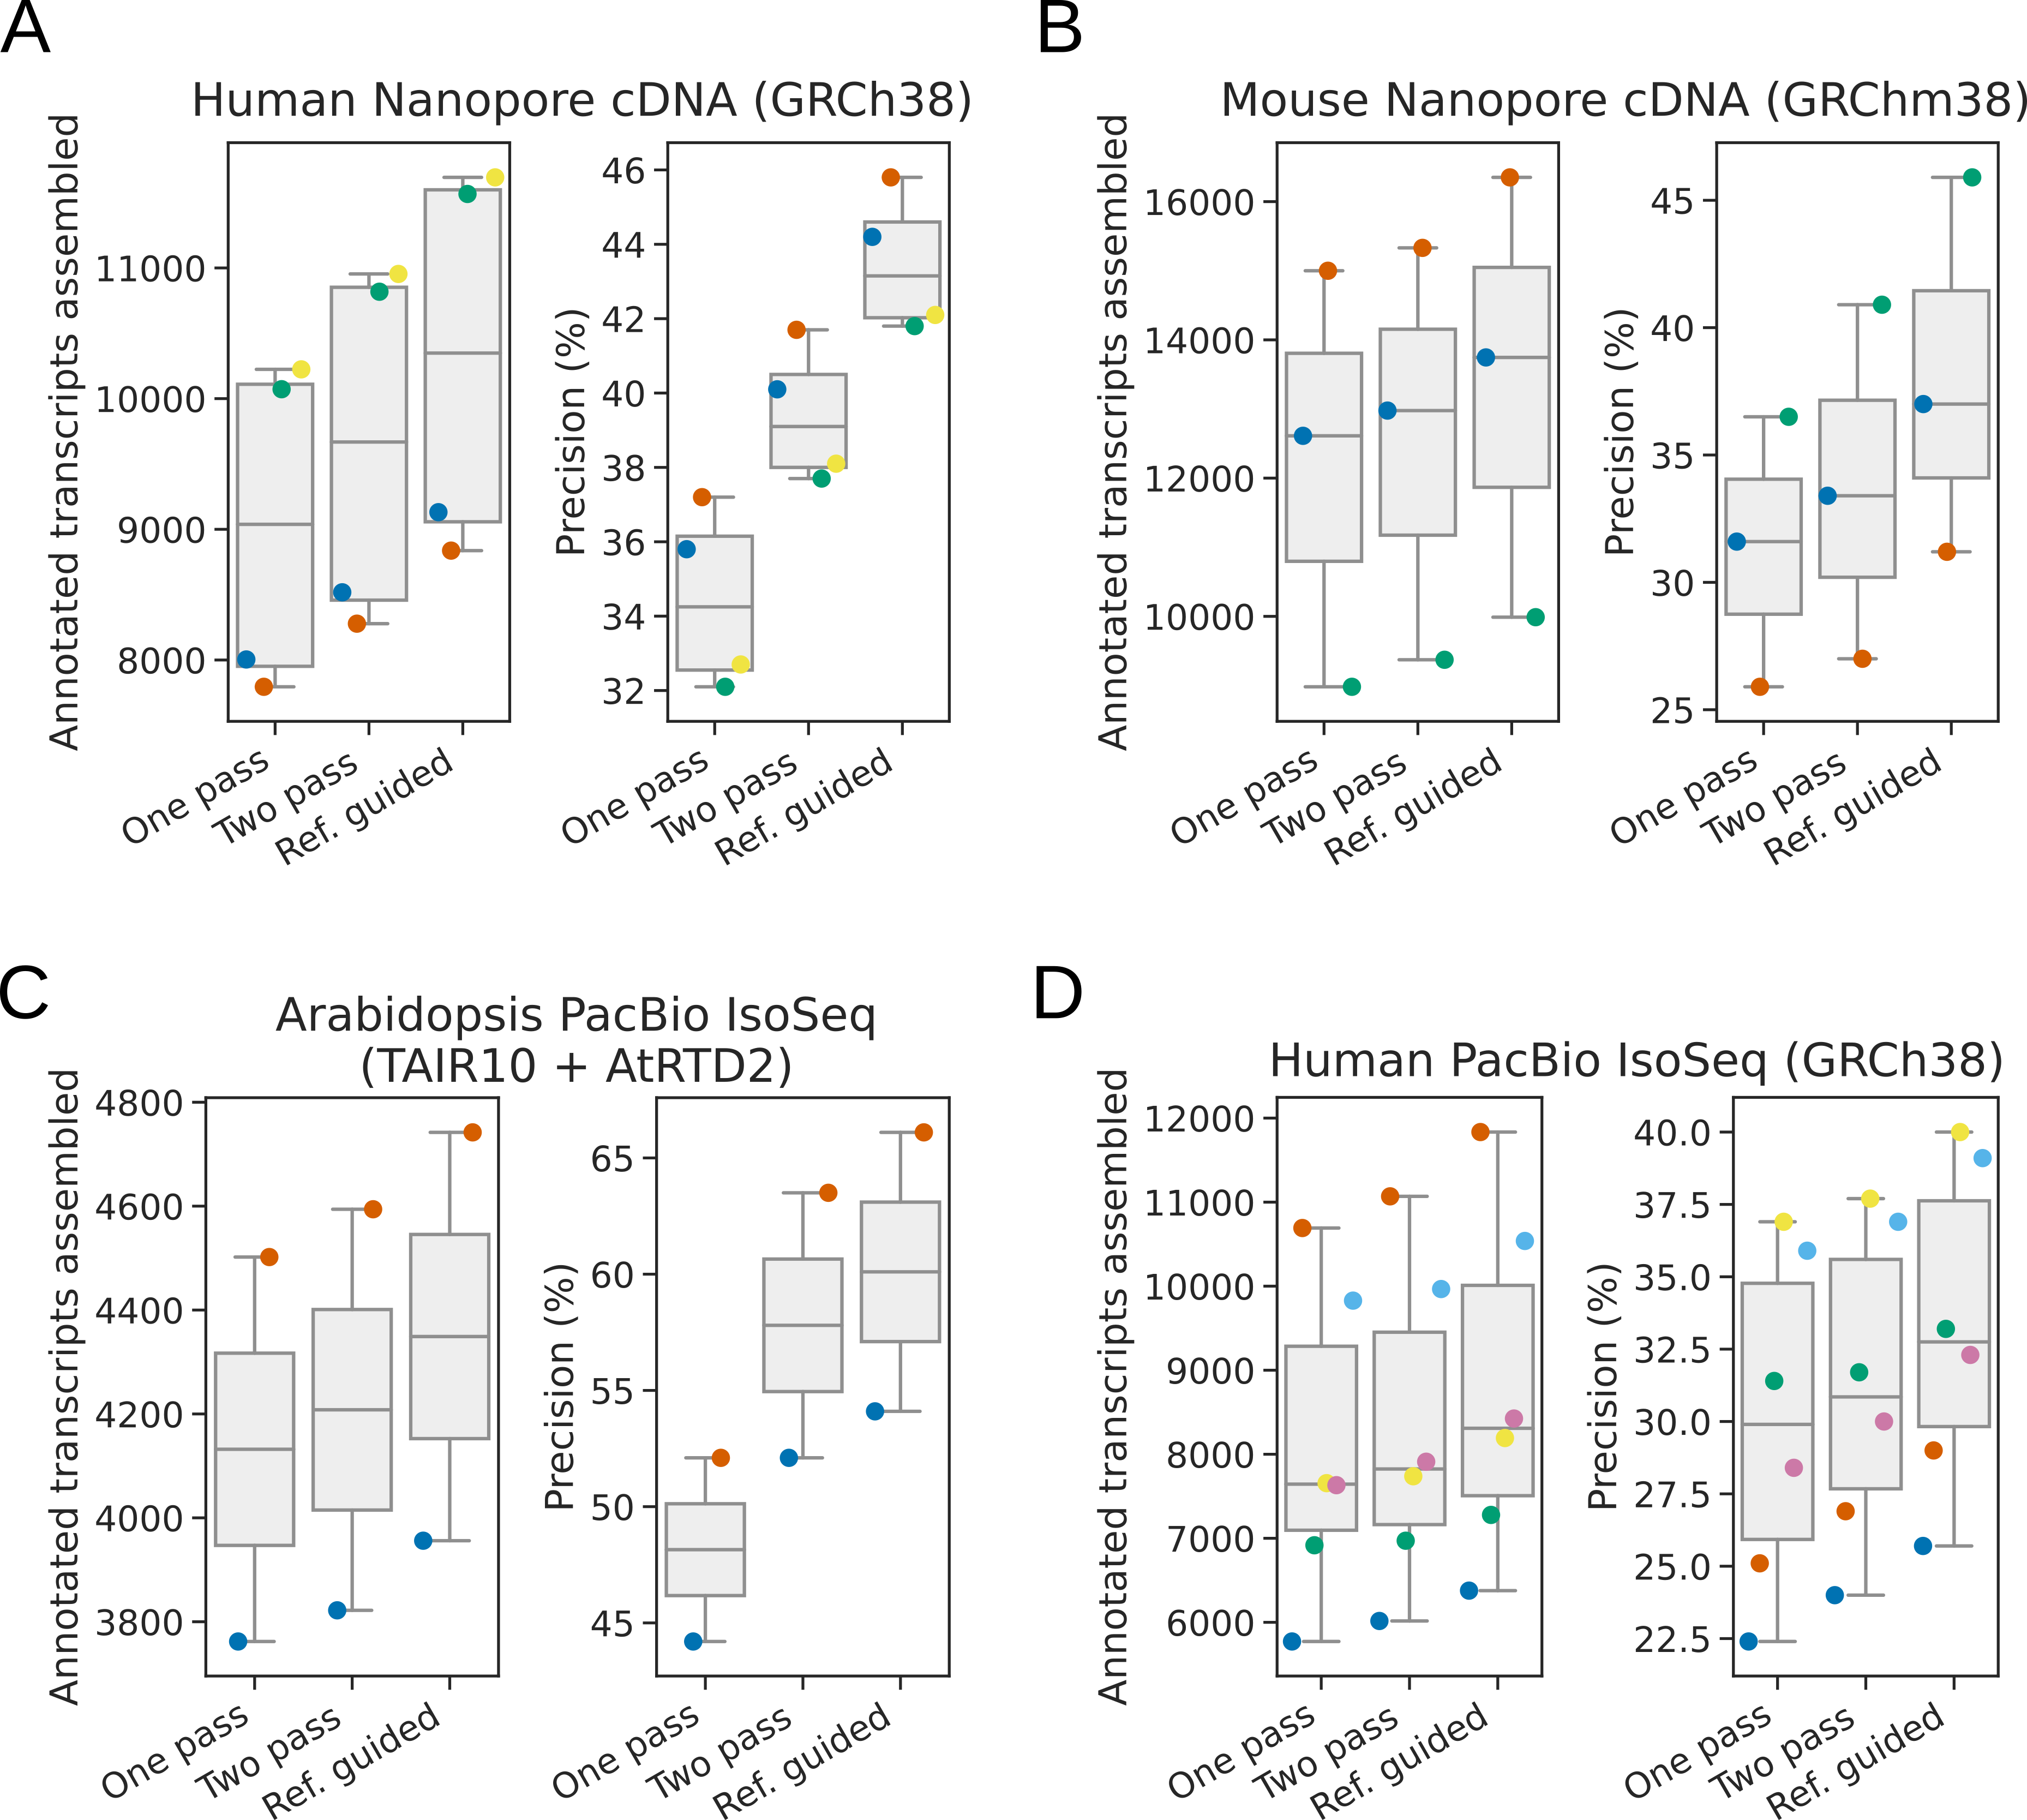 A
Human Nanopore cDNA (GRCh38)
Annotated transcripts assembled
11000
10000
9000
8000
One pass
Two pass
Ref. guided
Precision (%)
46
44
42
40
38
36
34
32
One pass
Two pass
Ref. guided
B
Mouse Nanopore cDNA (GRChm38)
Annotated transcripts assembled
16000
14000
12000
10000
One pass
Two pass
Ref. guided
Precision (%)
45
40
35
30
25
One pass
Two pass
Ref. guided
C
Arabidopsis PacBio IsoSeq
(TAIR10 + AtRTD2)
Annotated transcripts assembled
4800
4600
4400
4200
4000
3800
One pass
Two pass
Ref. guided
Precision (%)
65
60
55
50
45
One pass
Two pass
Ref. guided
D
Human PacBio IsoSeq (GRCh38)
Annotated transcripts assembled
12000
11000
10000
9000
8000
7000
6000
One pass
Two pass
Ref. guided
Precision (%)
40.0
37.5
35.0
32.5
30.0
27.5
25.0
22.5
One pass
Two pass
Ref. guided